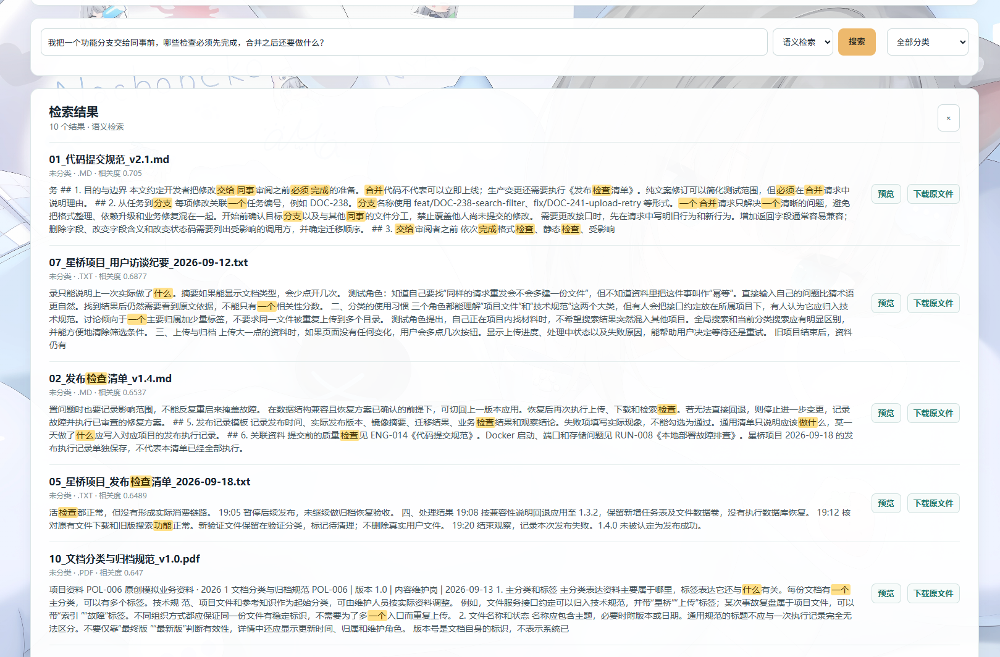 我把一个功能分支交给同事前，哪些检查必须先完成，合并之后还要做什么？
语义检索
搜索
全部分类
检索结果
10 个结果 · 语义检索
×
01_代码提交规范_v2.1.md
未分类 · .MD · 相关度 0.705
务 ## 1. 目的与边界 本文约定开发者把修改交给同事审阅之前必须完成的准备。合并代码不代表可以立即上线；生产变更还需要执行《发布检查清单》。纯文案修订可以简化测试范围，但必须在合并请求中
说明理由。 ## 2. 从任务到分支 每项修改关联一个任务编号，例如 DOC-238。分支名称使用 feat/DOC-238-search-filter、fix/DOC-241-upload-retry 等形式。一个合并请求只解决一个清晰的问题，避免
把格式整理、依赖升级和业务修复混在一起。开始前确认目标分支以及与其他同事的文件分工，禁止覆盖他人尚未提交的修改。 需要更改接口时，先在请求中写明旧行为和新行为。增加返回字段通常容易兼容；
删除字段、改变字段含义和改变状态码需要列出受影响的调用方，并确定迁移顺序。 ## 3. 交给审阅者之前 依次完成格式检查、静态检查、受影响
预览
下载原文件
07_星桥项目_用户访谈纪要_2026-09-12.txt
未分类 · .TXT · 相关度 0.6877
录只能说明上一次实际做了什么。摘要如果能显示文档类型，会少点开几次。 测试角色：知道自己要找“同样的请求重发会不会多建一份文件”，但不知道资料里把这件事叫作“幂等”。直接输入自己的问题比猜术语
更自然。找到结果后仍然需要看到原文依据，不能只有一个相关性分数。 二、分类的使用习惯 三个角色都能理解“项目文件”和“技术规范”这两个大类，但有人会把接口约定放在所属项目下，有人认为它应归入技
术规范。讨论倾向于一个主要归属加少量标签，不要求同一文件被重复上传到多个目录。 测试角色提出，自己正在项目内找材料时，不希望搜索结果突然混入其他项目。全局搜索和当前分类搜索应有明显区别，
并能方便地清除筛选条件。 三、上传与归档 上传大一点的资料时，如果页面没有任何变化，用户会多点几次按钮。显示上传进度、处理中状态以及失败原因，能帮助用户决定等待还是重试。 旧项目结束后，资料
仍有
预览
下载原文件
02_发布检查清单_v1.4.md
未分类 · .MD · 相关度 0.6537
置问题时也要记录影响范围，不能反复重启来掩盖故障。 在数据结构兼容且恢复方案已确认的前提下，可切回上一版本应用。恢复后再次执行上传、下载和检索检查。若无法直接回退，则停止进一步变更，记录
故障并执行已审查的修复方案。 ## 5. 发布记录模板 记录发布时间、实际发布版本、镜像摘要、迁移结果、业务检查结果和观察结论。失败项填写实际现象，不能勾选为通过。通用清单只说明应该做什么，某一
天做了什么应写入对应项目的发布执行记录。 ## 6. 关联资料 提交前的质量检查见 ENG-014《代码提交规范》。Docker 启动、端口和存储问题见 RUN-008《本地部署故障排查》。星桥项目 2026-09-18 的发
布执行记录单独保存，不代表本清单已经全部执行。
预览
下载原文件
05_星桥项目_发布检查清单_2026-09-18.txt
未分类 · .TXT · 相关度 0.6489
活检查都正常，但没有形成实际消费链路。 19:05 暂停后续发布，未继续做归档恢复验收。 四、处理结果 19:08 按兼容性说明回退应用至 1.3.2，保留新增任务表及文件数据卷，没有执行数据库恢复。 19:12 核
对原有文件下载和旧版搜索功能正常。新验证文件保留在验证分类，标记待清理；不删除真实用户文件。 19:20 结束观察，记录本次发布失败。1.4.0 未被认定为发布成功。
预览
下载原文件
10_文档分类与归档规范_v1.0.pdf
未分类 · .PDF · 相关度 0.647
项目资料 POL-006 原创模拟业务资料 · 2026 1 文档分类与归档规范 POL-006 | 版本 1.0 | 内容维护岗 | 2026-09-13 1. 主分类和标签 主分类表达资料主要属于哪里，标签表达它还与什么有关。每份文档有一个
主分类，可以有多个标签。技术规 范、项目文件和参考知识作为起始分类，可由维护人员按实际资料调整。 例如，文件服务接口约定可以归入技术规范，并带“星桥”“上传”标签；某次事故复盘属于项目文件，可以
带“索引 ”“故障”标签。不同组织方式都应保证同一份文件有稳定标识，不需要为了多一个入口而重复上传。 2. 文件名称和状态 名称应包含主题，必要时附版本或日期。通用规范的标题不应与一次执行记录完全无
法区分。不要仅靠“最终版 ”“最新版”判断有效性，详情中还应显示更新时间、归属和维护角色。 版本号是文档自身的标识，不表示系统已
预览
下载原文件